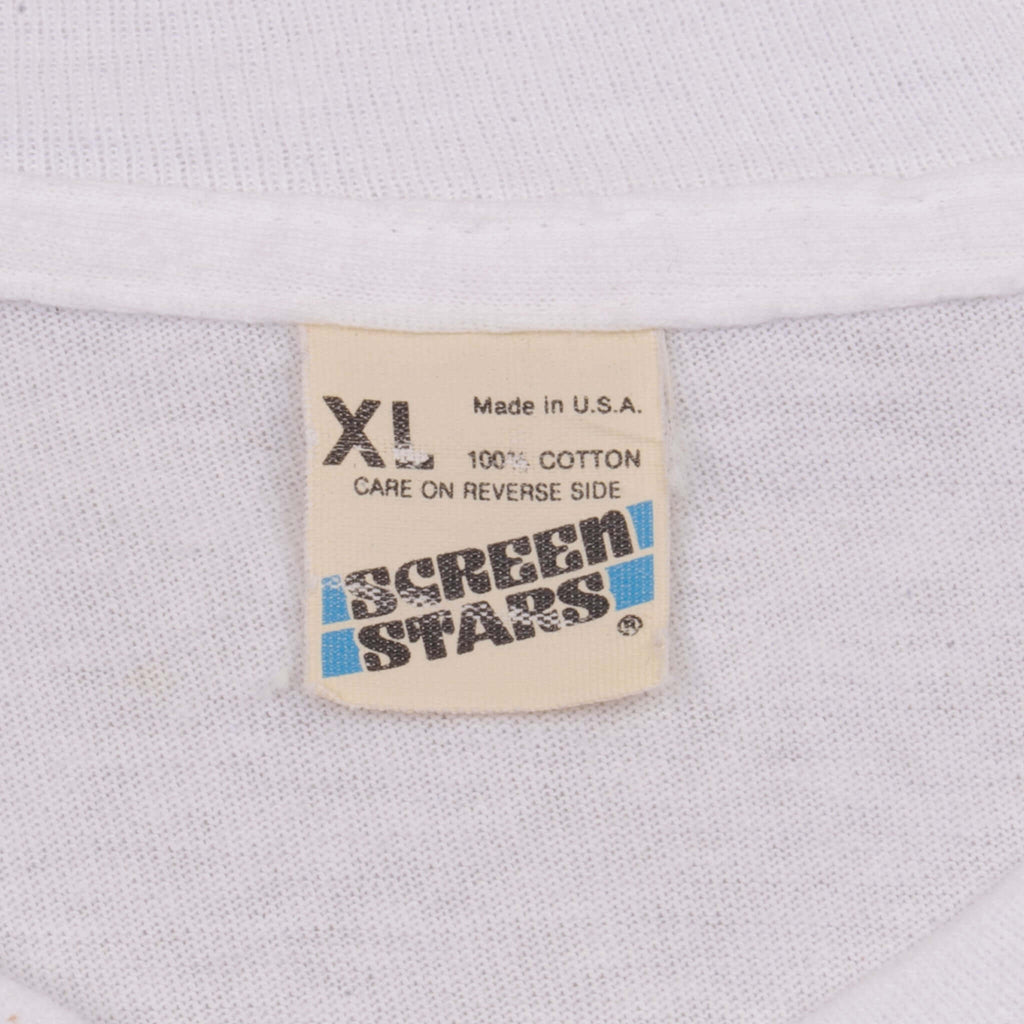 XL Made in U.S.A.
100% COTTON
CARE ON REVERSE SIDE
SCREEN
STARS ®